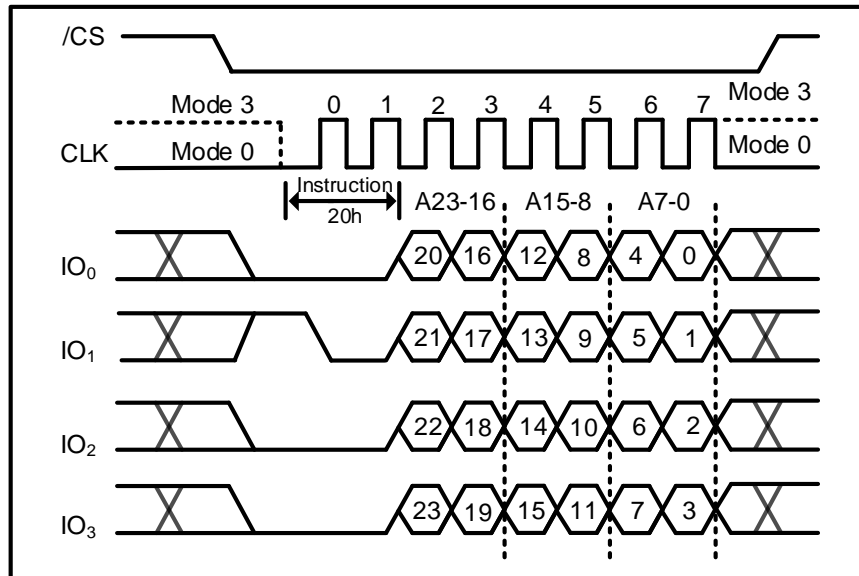 /CS
Mode 3 0 1 2 3 4 5 6 7 Mode 3
CLK Mode 0 Mode 0
Instruction
20h
A23-16 A15-8 A7-0
IO0 20 16 12 8 4 0
IO1 21 17 13 9 5 1
IO2 22 18 14 10 6 2
IO3 23 19 15 11 7 3